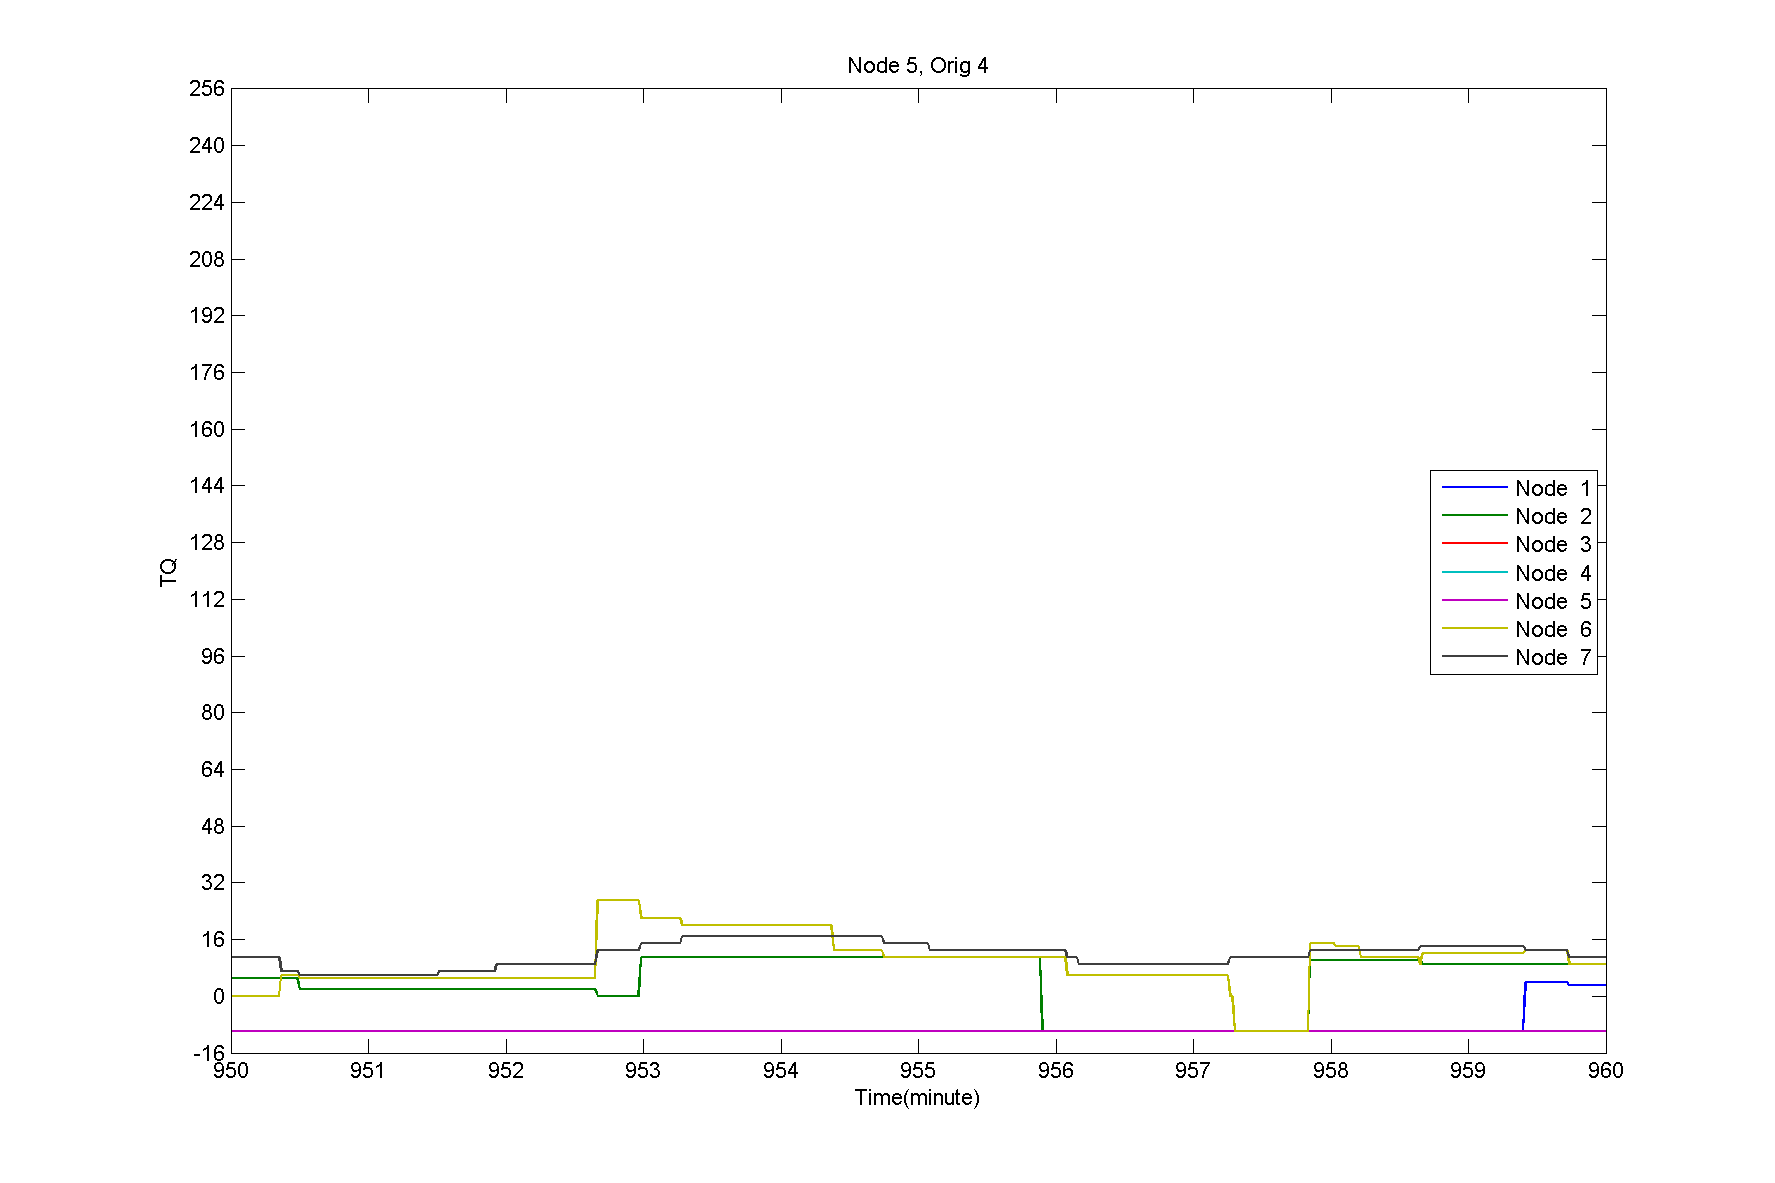 Node 5, Orig 4
256
240
224
208
192
176
160
144
128
112
96
80
64
48
32
16
0
-16
TQ
Node 1
Node 2
Node 3
Node 4
Node 5
Node 6
Node 7
950 951 952 953 954 955 956 957 958 959 960
Time(minute)